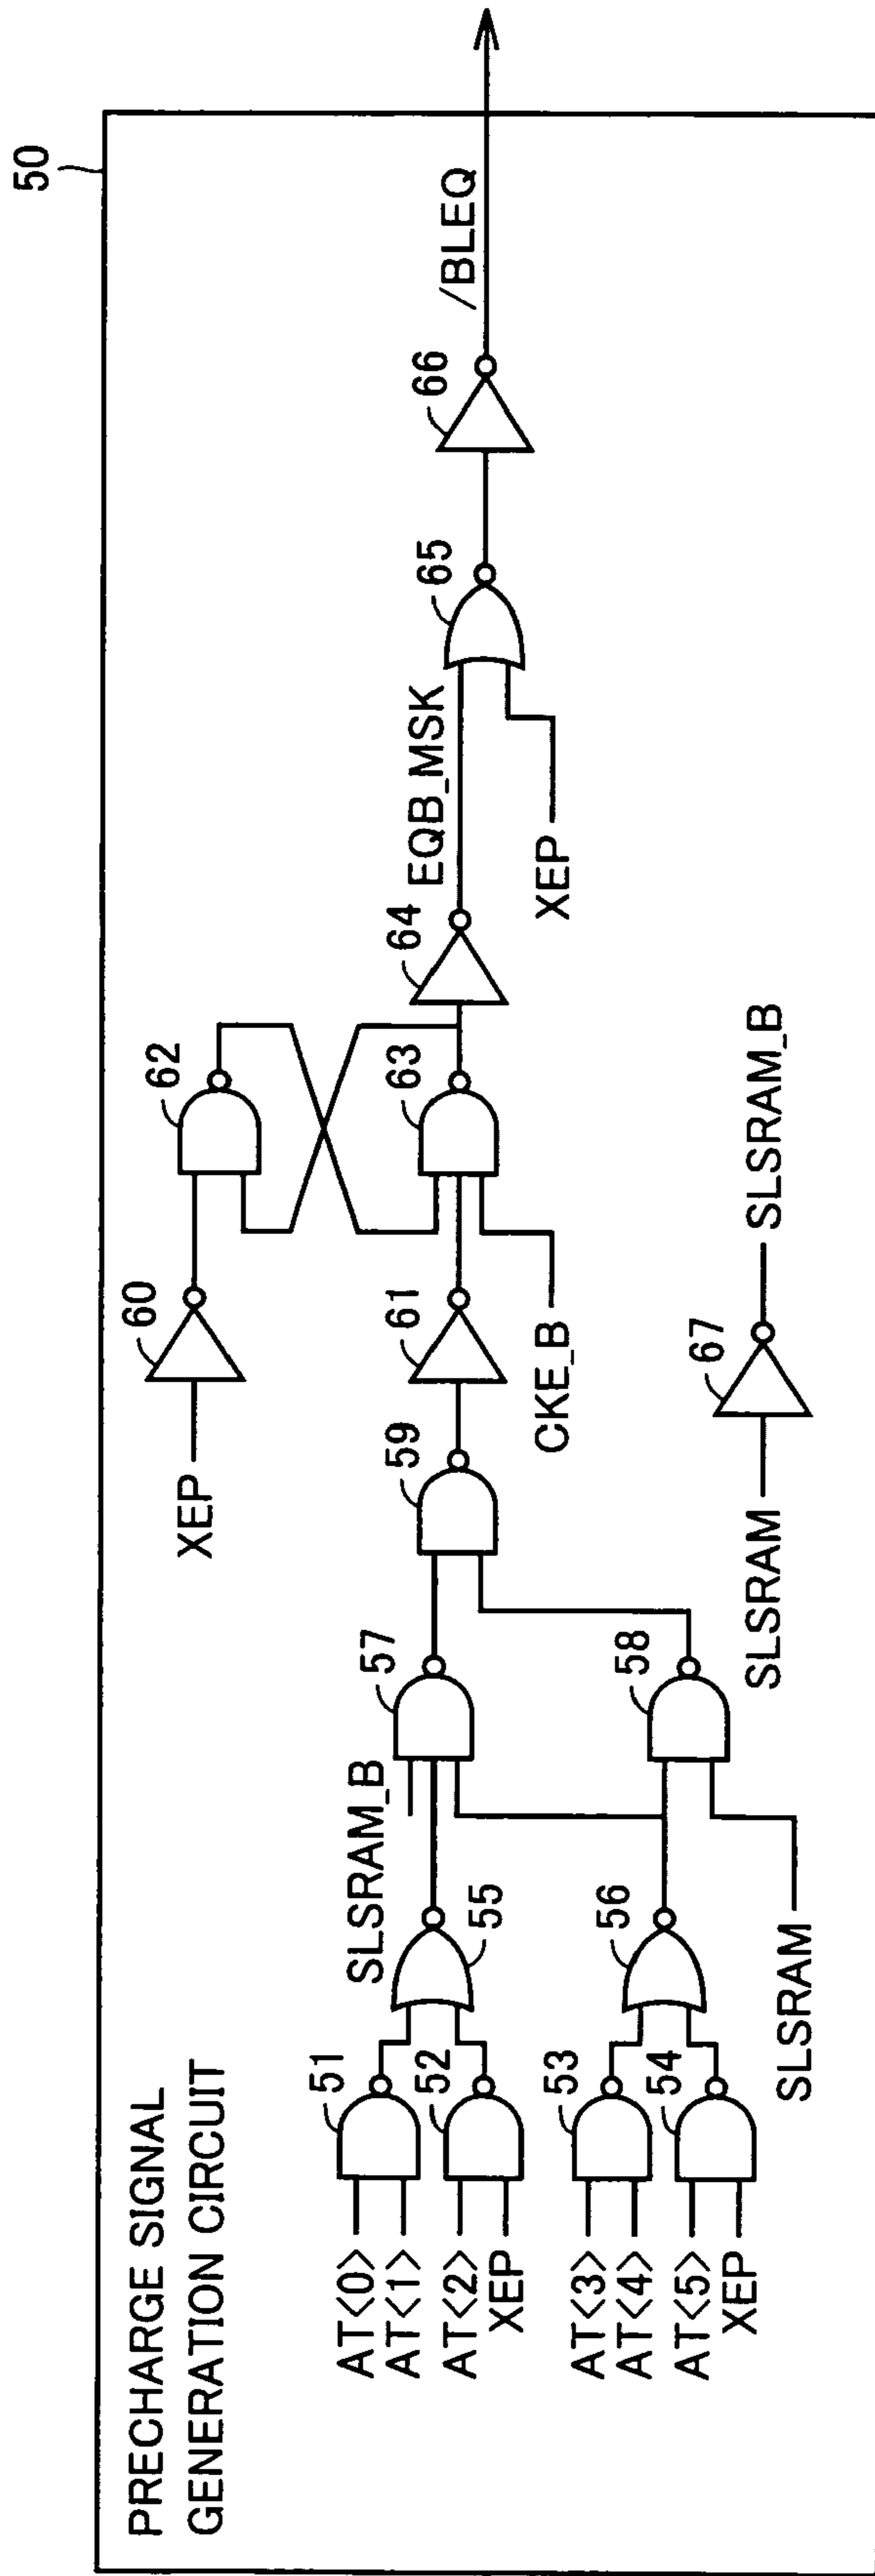 50
PRECHARGE SIGNAL
GENERATION CIRCUIT
AT<0>
AT<1>
AT<2>
XEP
AT<3>
AT<4>
AT<5>
XEP
51
52
53
54
55
56
SLSRAM_B
SLSRAM
57
58
59
XEP
60
61
CKE_B
62
63
64
EQB_MSK
XEP
65
66
/BLEQ
SLSRAM
67
SLSRAM_B